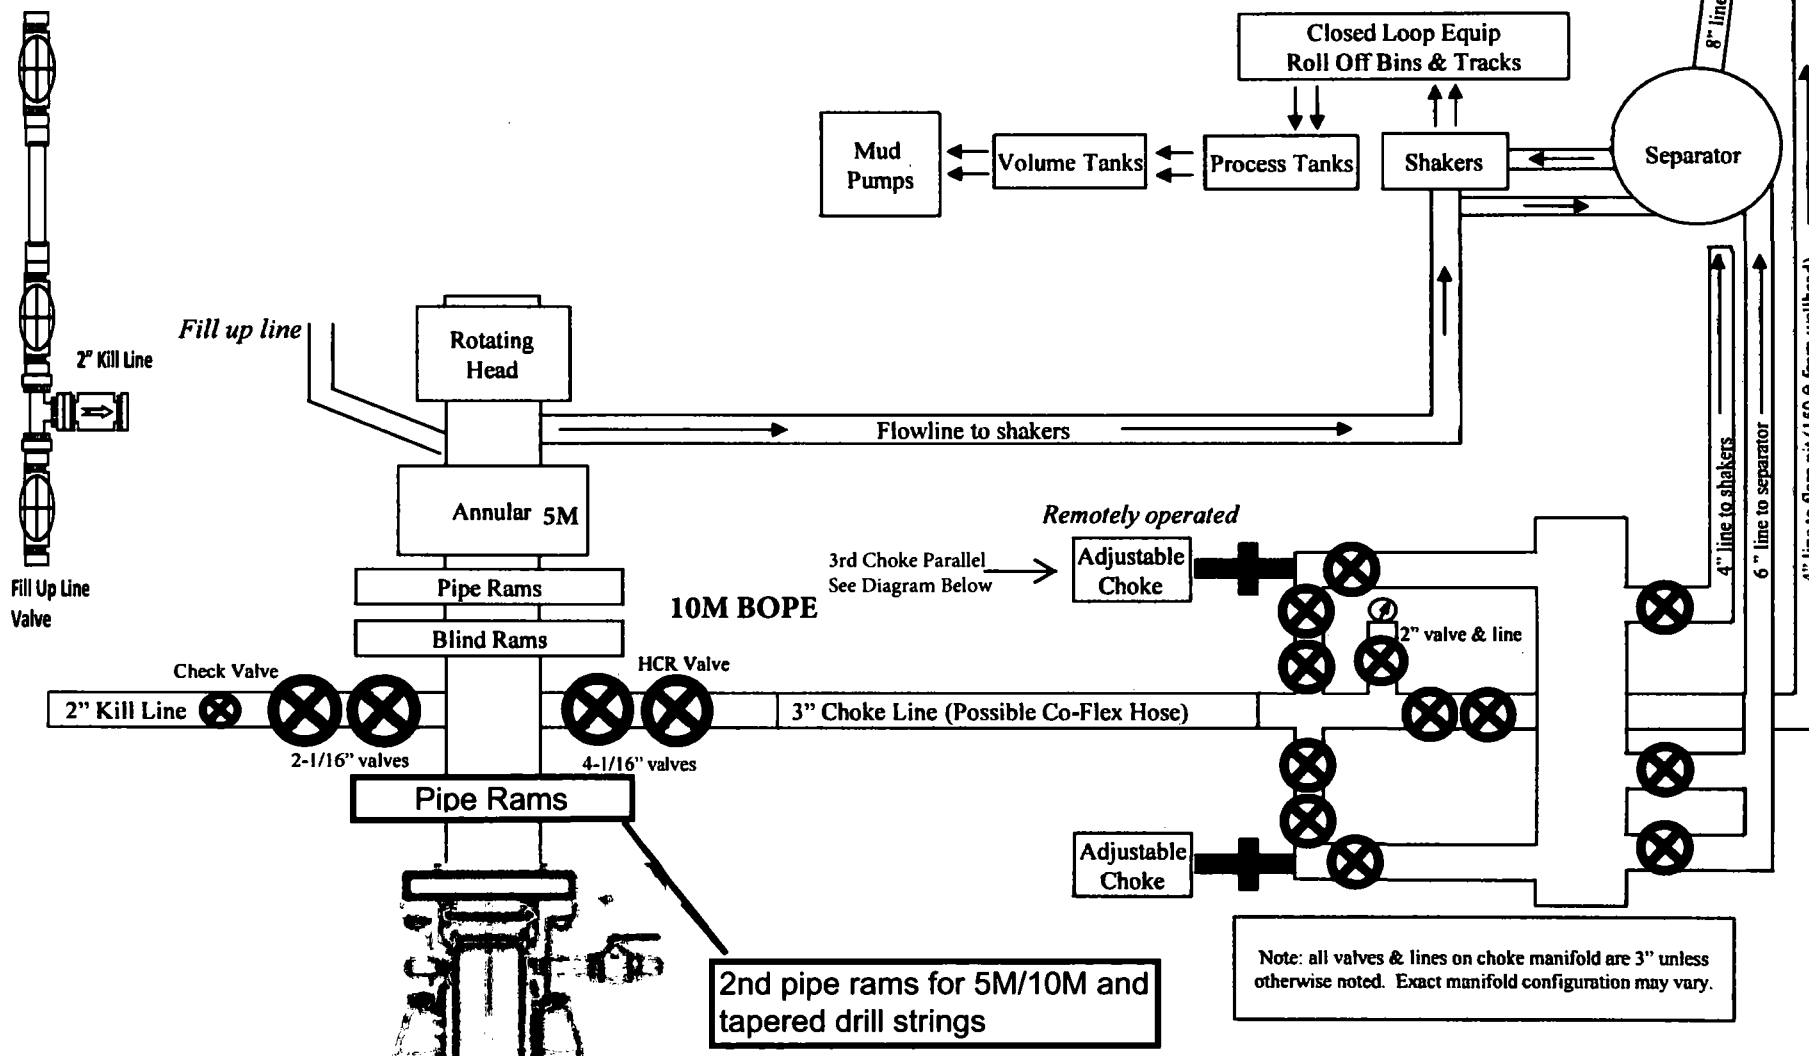 8" line
Closed Loop Equip
Roll Off Bins & Tracks
Mud
Pumps
Volume Tanks
Process Tanks
Shakers
Separator
2" Kill Line
Fill up line
Rotating
Head
Flowline to shakers
Annular 5M
Fill Up Line
Valve
Pipe Rams
10M BOPE
Blind Rams
Remotely operated
3rd Choke Parallel
See Diagram Below
Adjustable
Choke
2" valve & line
4" line to shakers
6" line to separator
Check Valve
HCR Valve
2" Kill Line
3" Choke Line (Possible Co-Flex Hose)
2-1/16" valves
4-1/16" valves
Pipe Rams
Adjustable
Choke
2nd pipe rams for 5M/10M and
tapered drill strings
Note: all valves & lines on choke manifold are 3" unless
otherwise noted. Exact manifold configuration may vary.